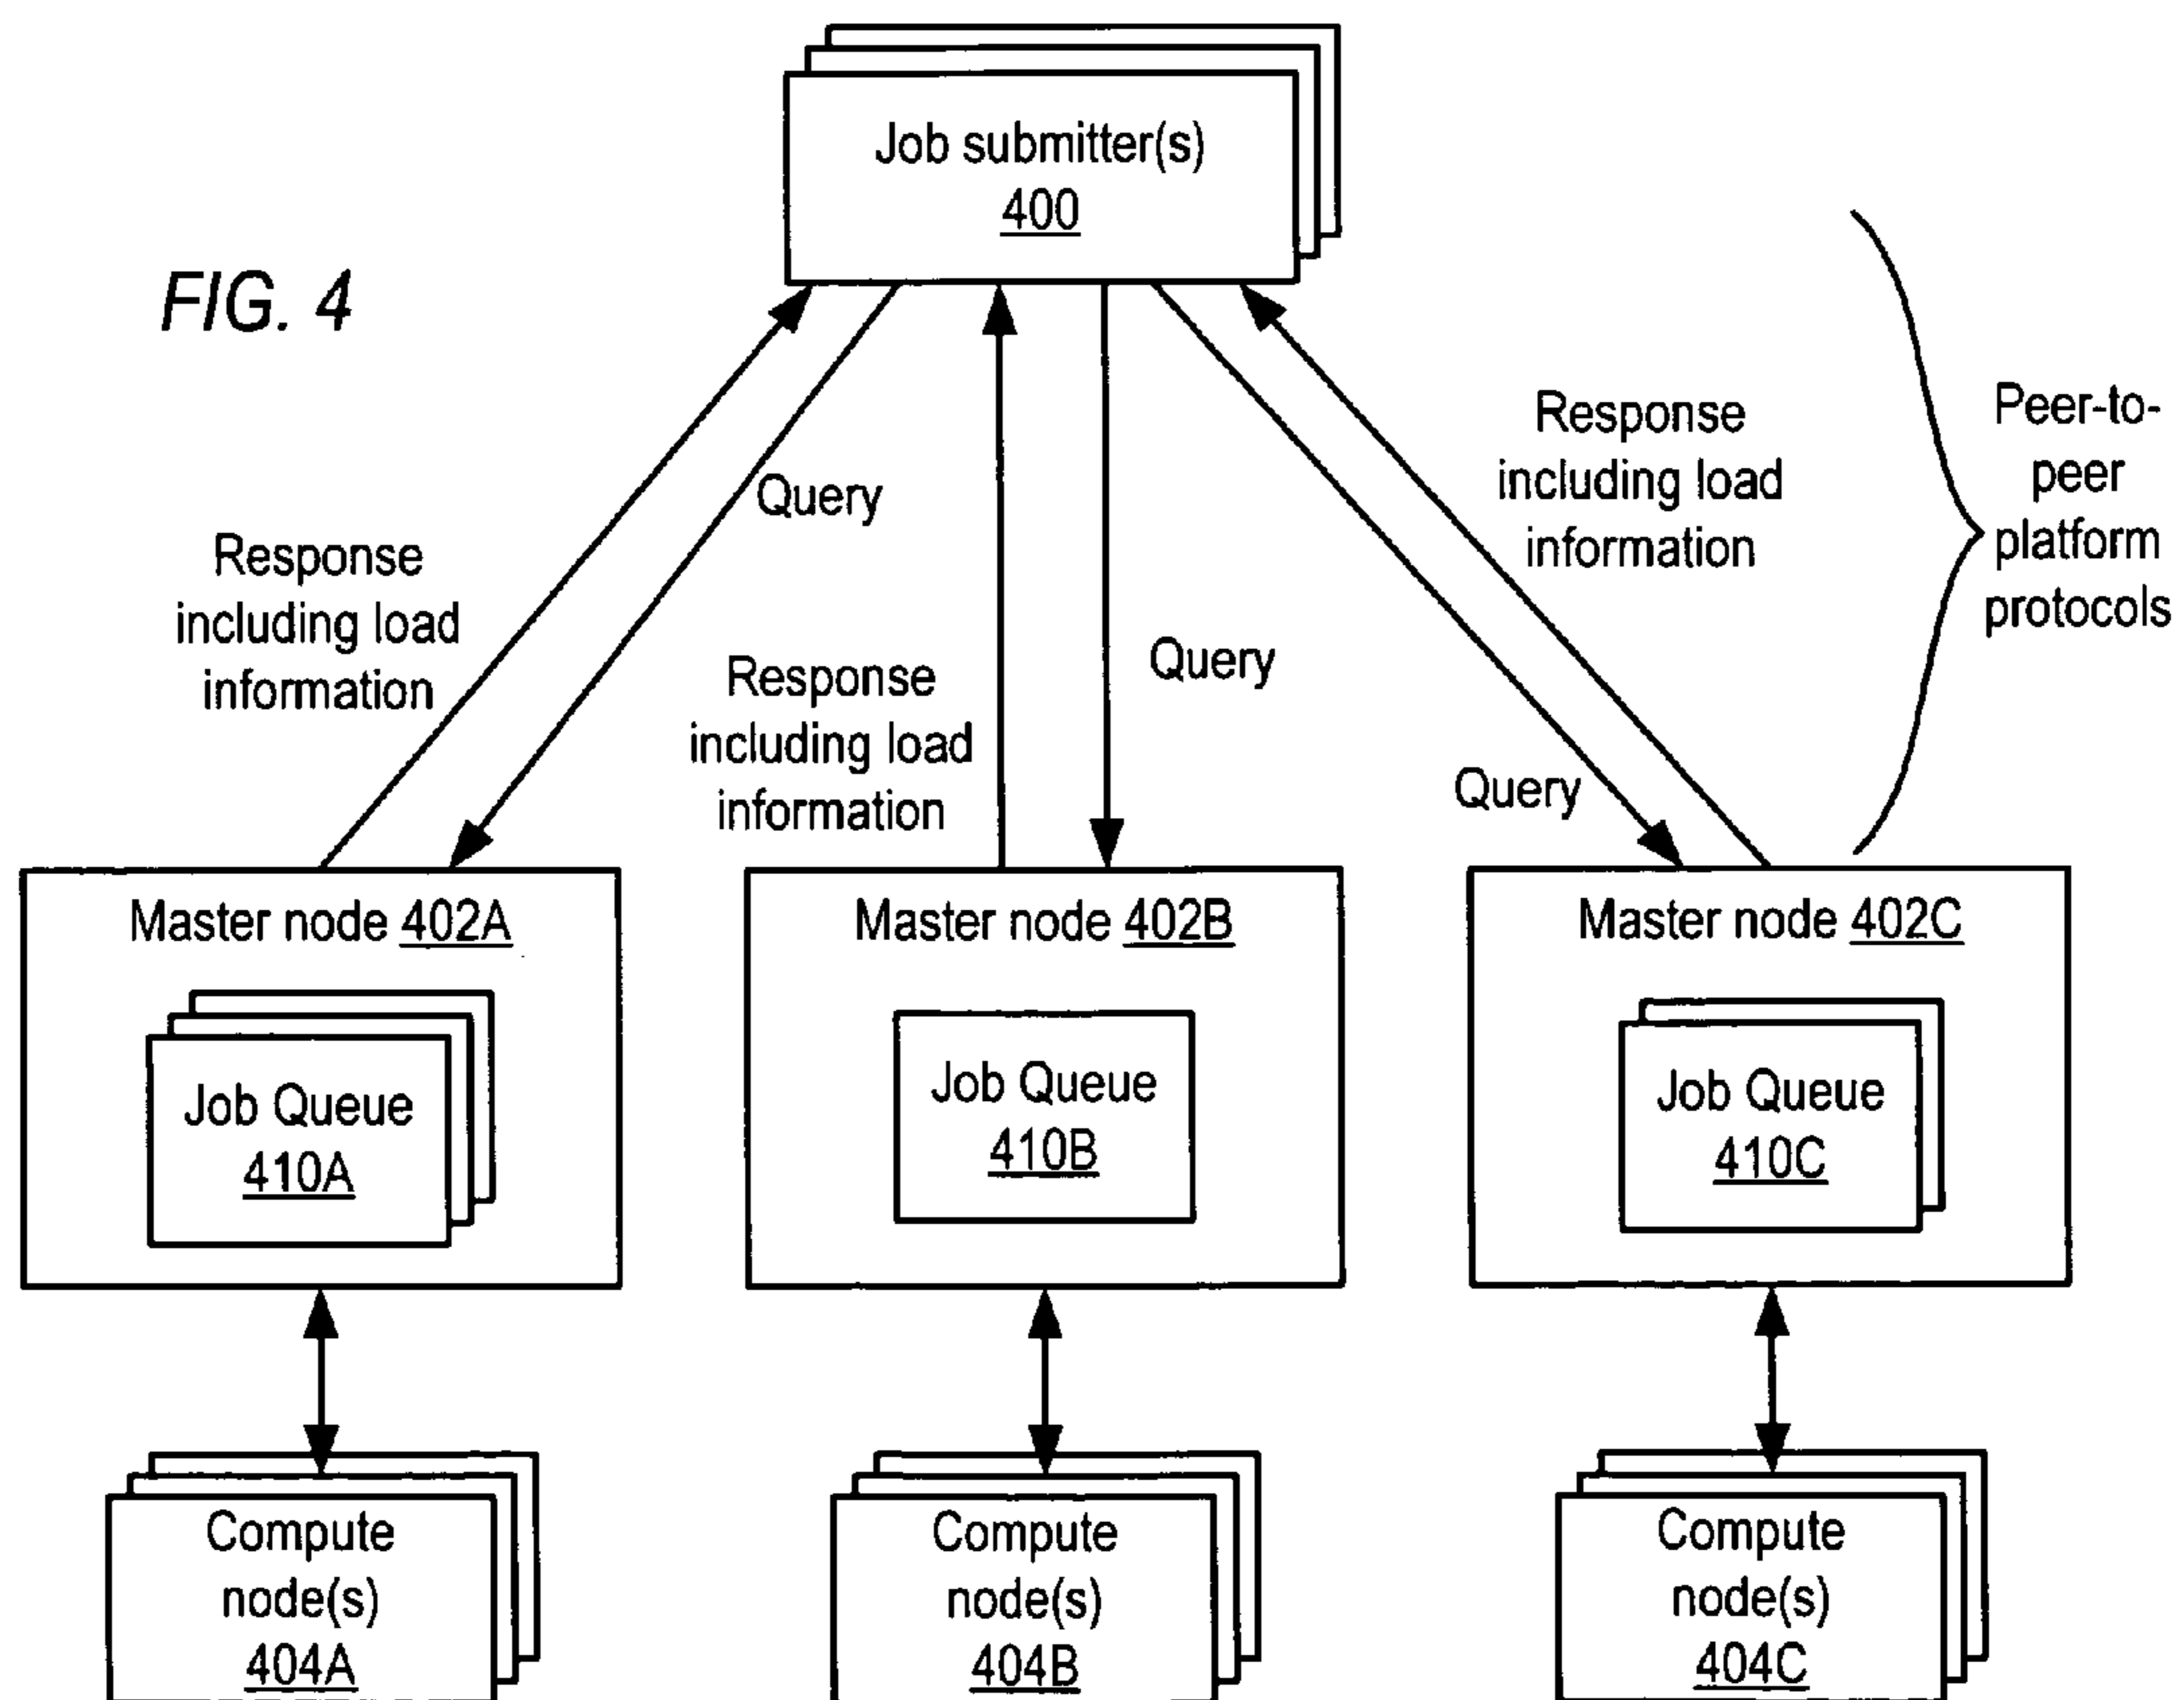 Job submitter(s)
400
FIG. 4
Peer-to-
peer
platform
protocols
Response
including load
information
Query
Response
including load
information
Query
Response
including load
information
Query
Master node 402A
Job Queue
410A
Master node 402B
Job Queue
410B
Master node 402C
Job Queue
410C
Compute
node(s)
404A
Compute
node(s)
404B
Compute
node(s)
404C